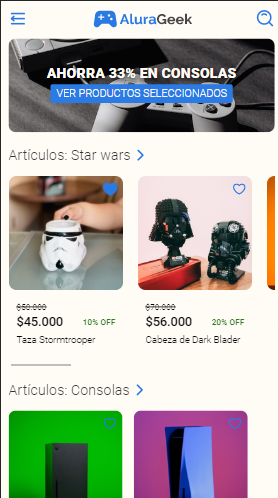 AluraGeek
AHORRA 33% EN CONSOLAS
VER PRODUCTOS SELECCIONADOS
Artículos: Star wars
$50.000
$45.000
10% OFF
Taza Stormtrooper
$70.000
$56.000
20% OFF
Cabeza de Dark Blader
Artículos: Consolas